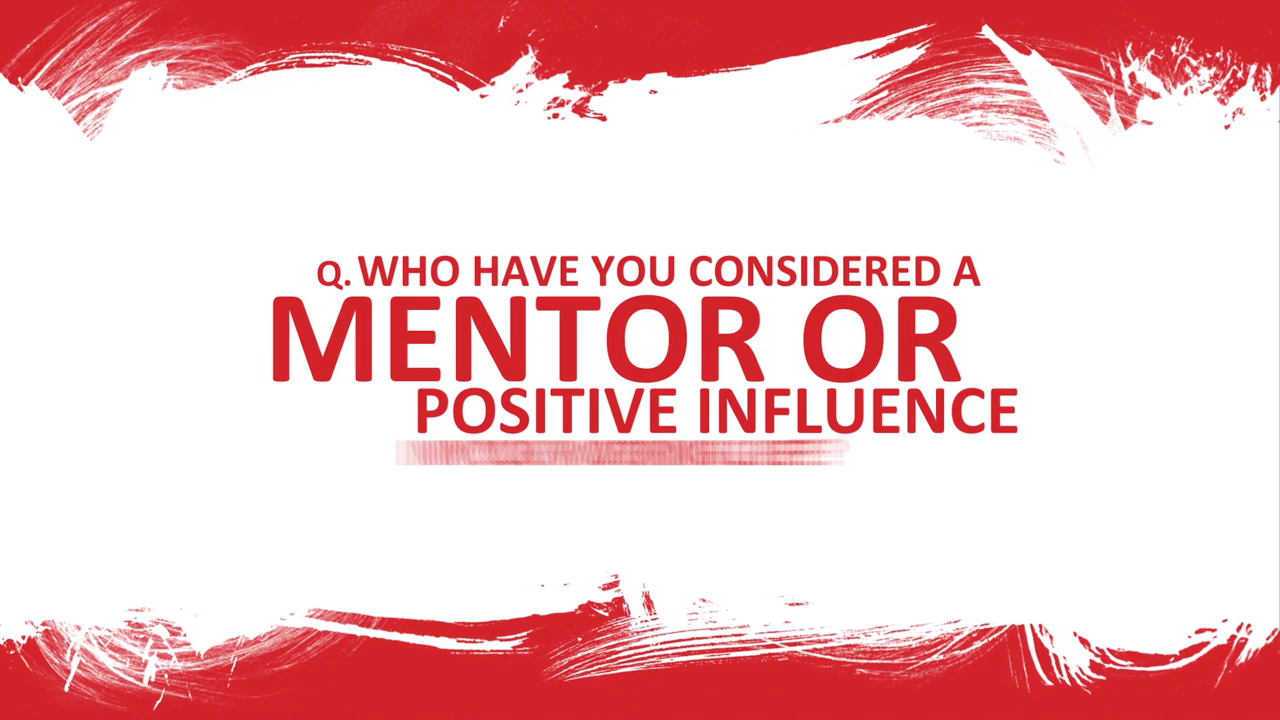 Q. WHO HAVE YOU CONSIDERED A
MENTOR OR
POSITIVE INFLUENCE